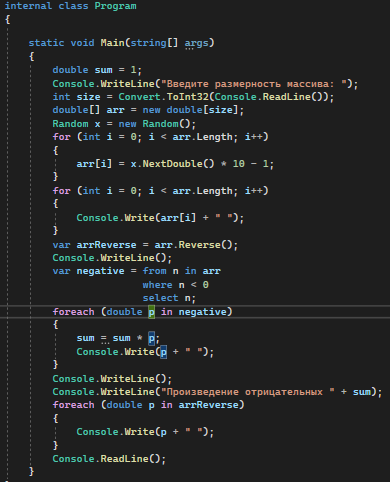 internal class Program
{
static void Main(string[] args)
{
double sum = 1;
Console.WriteLine("Введите размерность массива: ");
int size = Convert.ToInt32(Console.ReadLine());
double[] arr = new double[size];
Random x = new Random();
for (int i = 0; i < arr.Length; i++)
{
arr[i] = x.NextDouble() * 10 - 1;
}
for (int i = 0; i < arr.Length; i++)
{
Console.Write(arr[i] + " ");
}
var arrReverse = arr.Reverse();
Console.WriteLine();
var negative = from n in arr
where n < 0
select n;
foreach (double p in negative)
{
sum = sum * p;
Console.Write(p + " ");
}
Console.WriteLine();
Console.WriteLine("Произведение отрицательных " + sum);
foreach (double p in arrReverse)
{
Console.Write(p + " ");
}
Console.ReadLine();
}